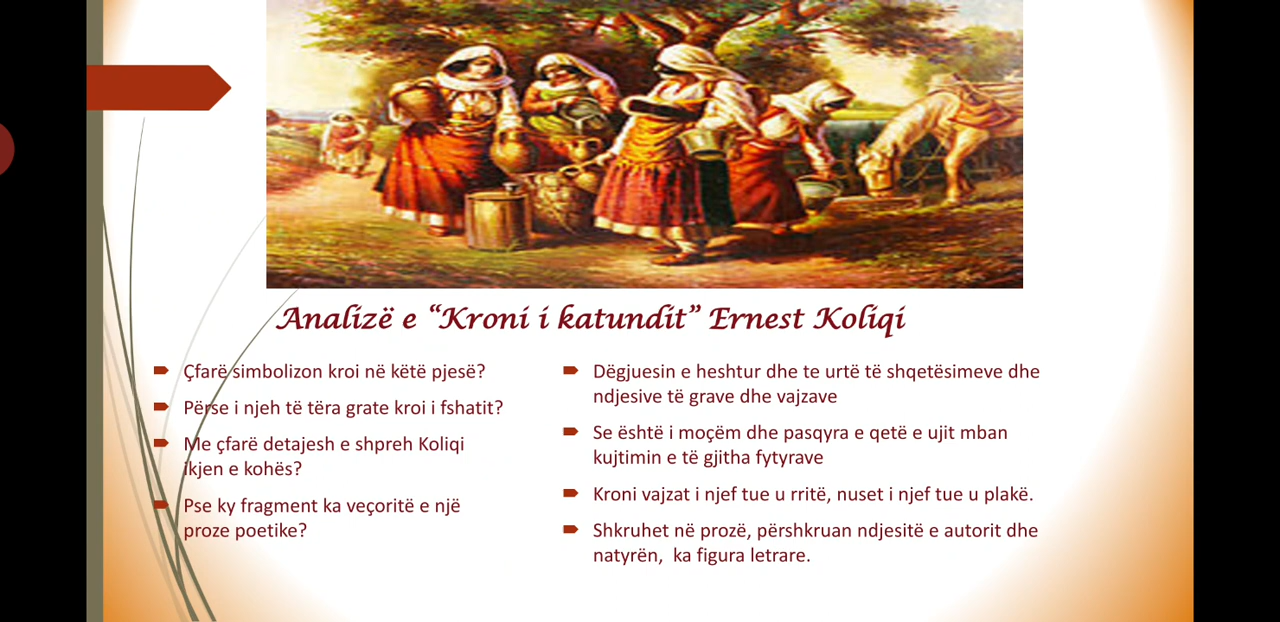 Analizë e “Kroni i katundit” Ernest Koliqi
Çfarë simbolizon kroi në këtë pjesë?
Përse i njeh të tëra grate kroi i fshatit?
Me çfarë detajesh e shpreh Koliqi
ikjen e kohës?
Pse ky fragment ka veçoritë e një
proze poetike?
Dëgjuesin e heshtur dhe te urtë të shqetësimeve dhe
ndjesive të grave dhe vajzave
Se është i moçëm dhe pasqyra e qetë e ujit mban
kujtimin e të gjitha fytyrave
Kroni vajzat i njef tue u rritë, nuset i njef tue u plakë.
Shkruhet në prozë, përshkruan ndjesitë e autorit dhe
natyrën,  ka figura letrare.